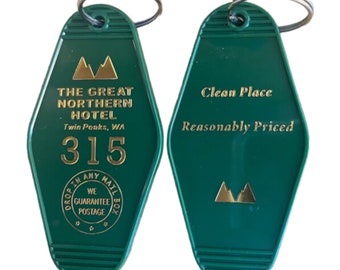 THE GREAT
NORTHERN
HOTEL
Twin Peaks, WA
315
DROP IN ANY MAIL BOX
WE
GUARANTEE
POSTAGE
Clean Place
Reasonably Priced